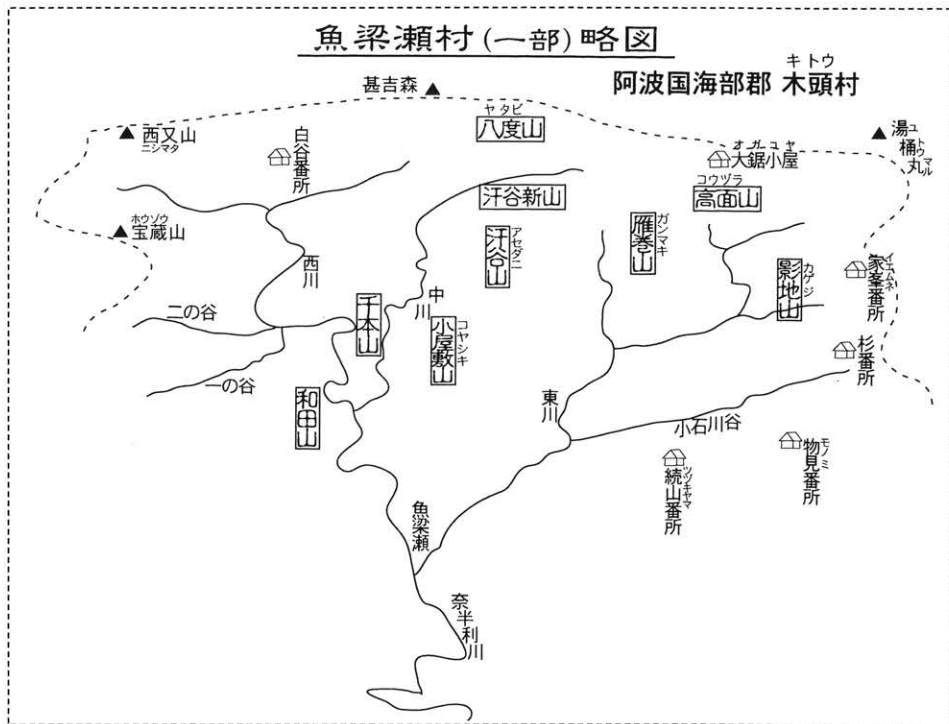 魚梁瀬村(一部)略図
キトウ
阿波国海部郡 木頭村
甚吉森
ヤタビ
八度山
西又山
ニシマタ
白谷番所
オガコヤ
大鋸小屋
湯桶丸
ユトウマル
コウヅラ
高面山
汗谷新山
ホウゾウ
宝蔵山
汗谷山
アセダニ
雁巻山
ガンマキ
影地山
カゲジ
家峯番所
イエムネ
西川
中川
千本山
小屋敷山
コヤシキ
二の谷
一の谷
杉番所
和田山
東川
小石川谷
続山番所
ツヅキヤマ
物見番所
モノミ
魚梁瀬
奈半利川